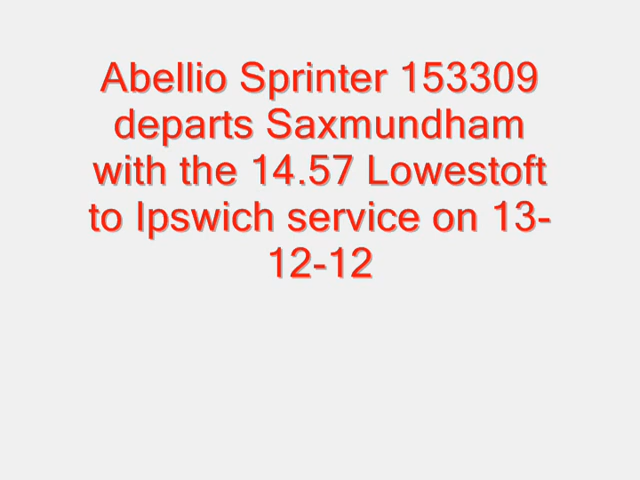 Abellio Sprinter 153309
departs Saxmundham
with the 14.57 Lowestoft
to Ipswich service on 13-
12-12